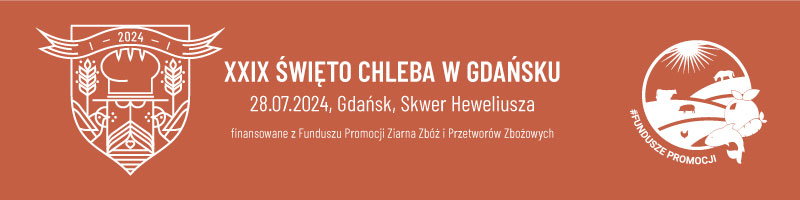 2024
XXIX ŚWIĘTO CHLEBA W GDAŃSKU
28.07.2024, Gdańsk, Skwer Heweliusza
finansowane z Funduszu Promocji Ziarna Zbóż i Przetworów Zbożowych
#FUNDUSZE PROMOCJI